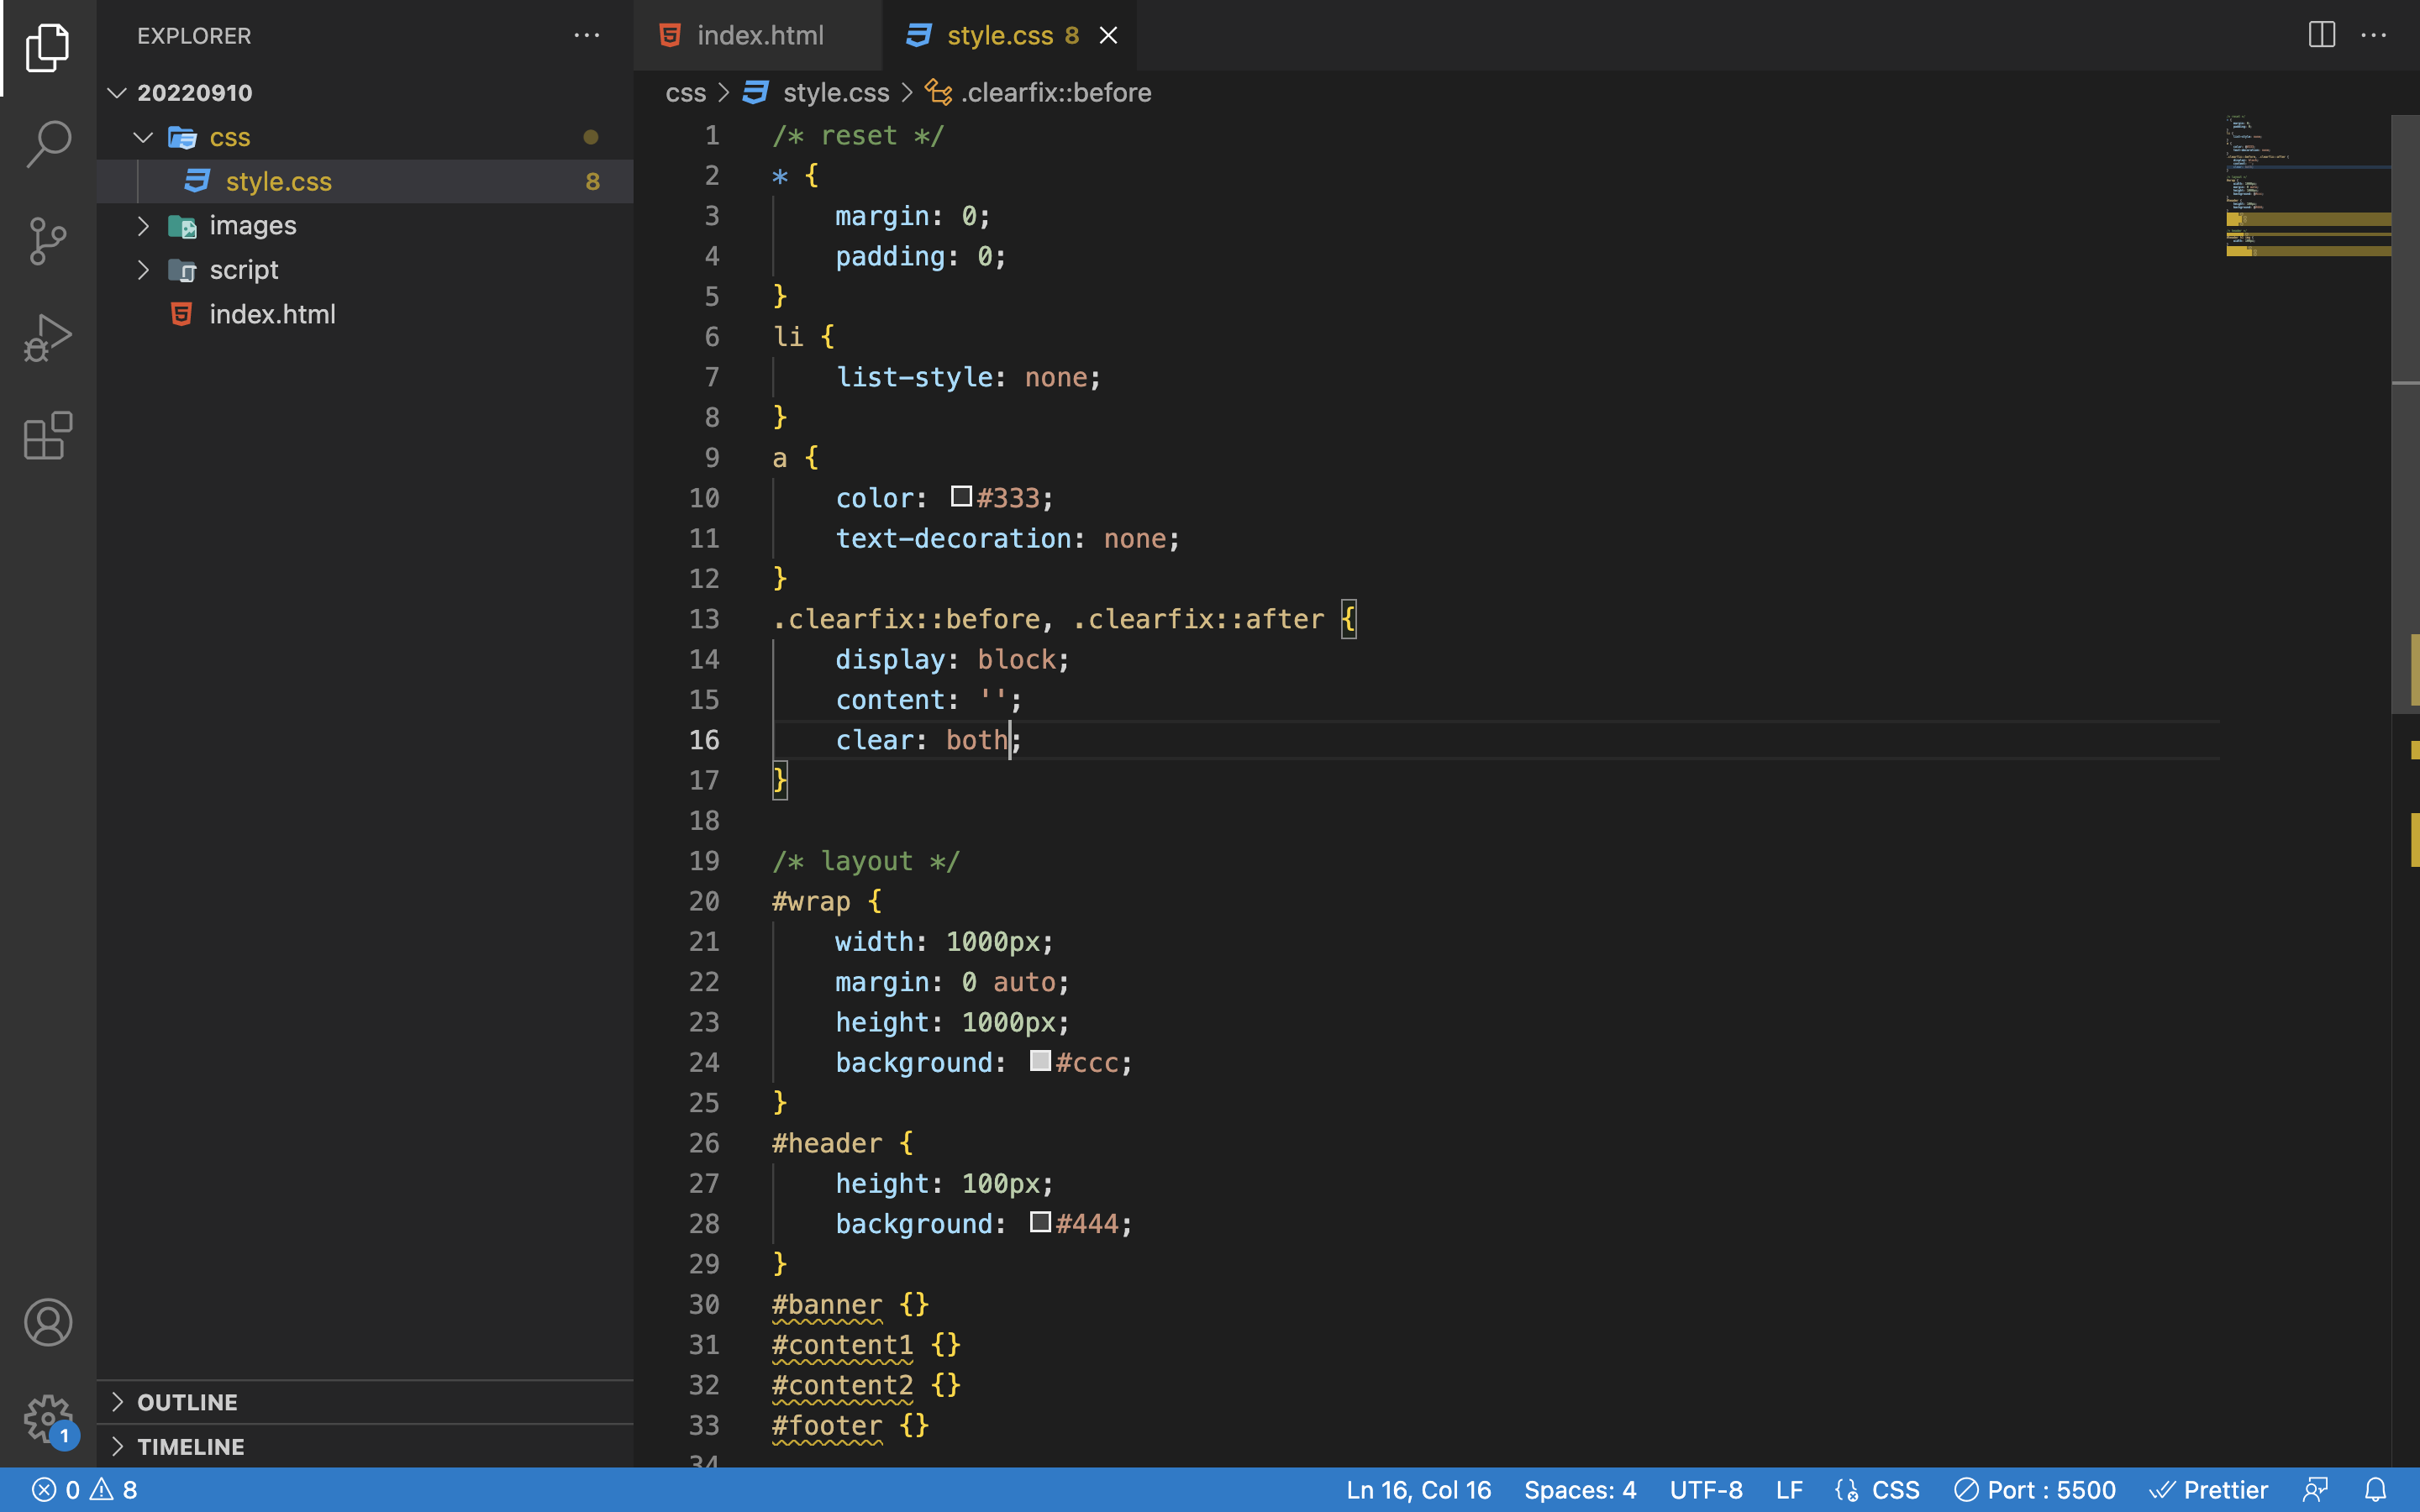 EXPLORER
20220910
css
style.css 8
images
script
index.html
OUTLINE
TIMELINE
index.html
style.css 8
css > style.css > .clearfix::before
1 /* reset */
2 * {
3     margin: 0;
4     padding: 0;
5 }
6 li {
7     list-style: none;
8 }
9 a {
10     color: #333;
11     text-decoration: none;
12 }
13 .clearfix::before, .clearfix::after {
14     display: block;
15     content: '';
16     clear: both;
17 }
18
19 /* layout */
20 #wrap {
21     width: 1000px;
22     margin: 0 auto;
23     height: 1000px;
24     background: #ccc;
25 }
26 #header {
27     height: 100px;
28     background: #444;
29 }
30 #banner {}
31 #content1 {}
32 #content2 {}
33 #footer {}
34
1
0 8 Ln 16, Col 16 Spaces: 4 UTF-8 LF CSS Port : 5500 Prettier